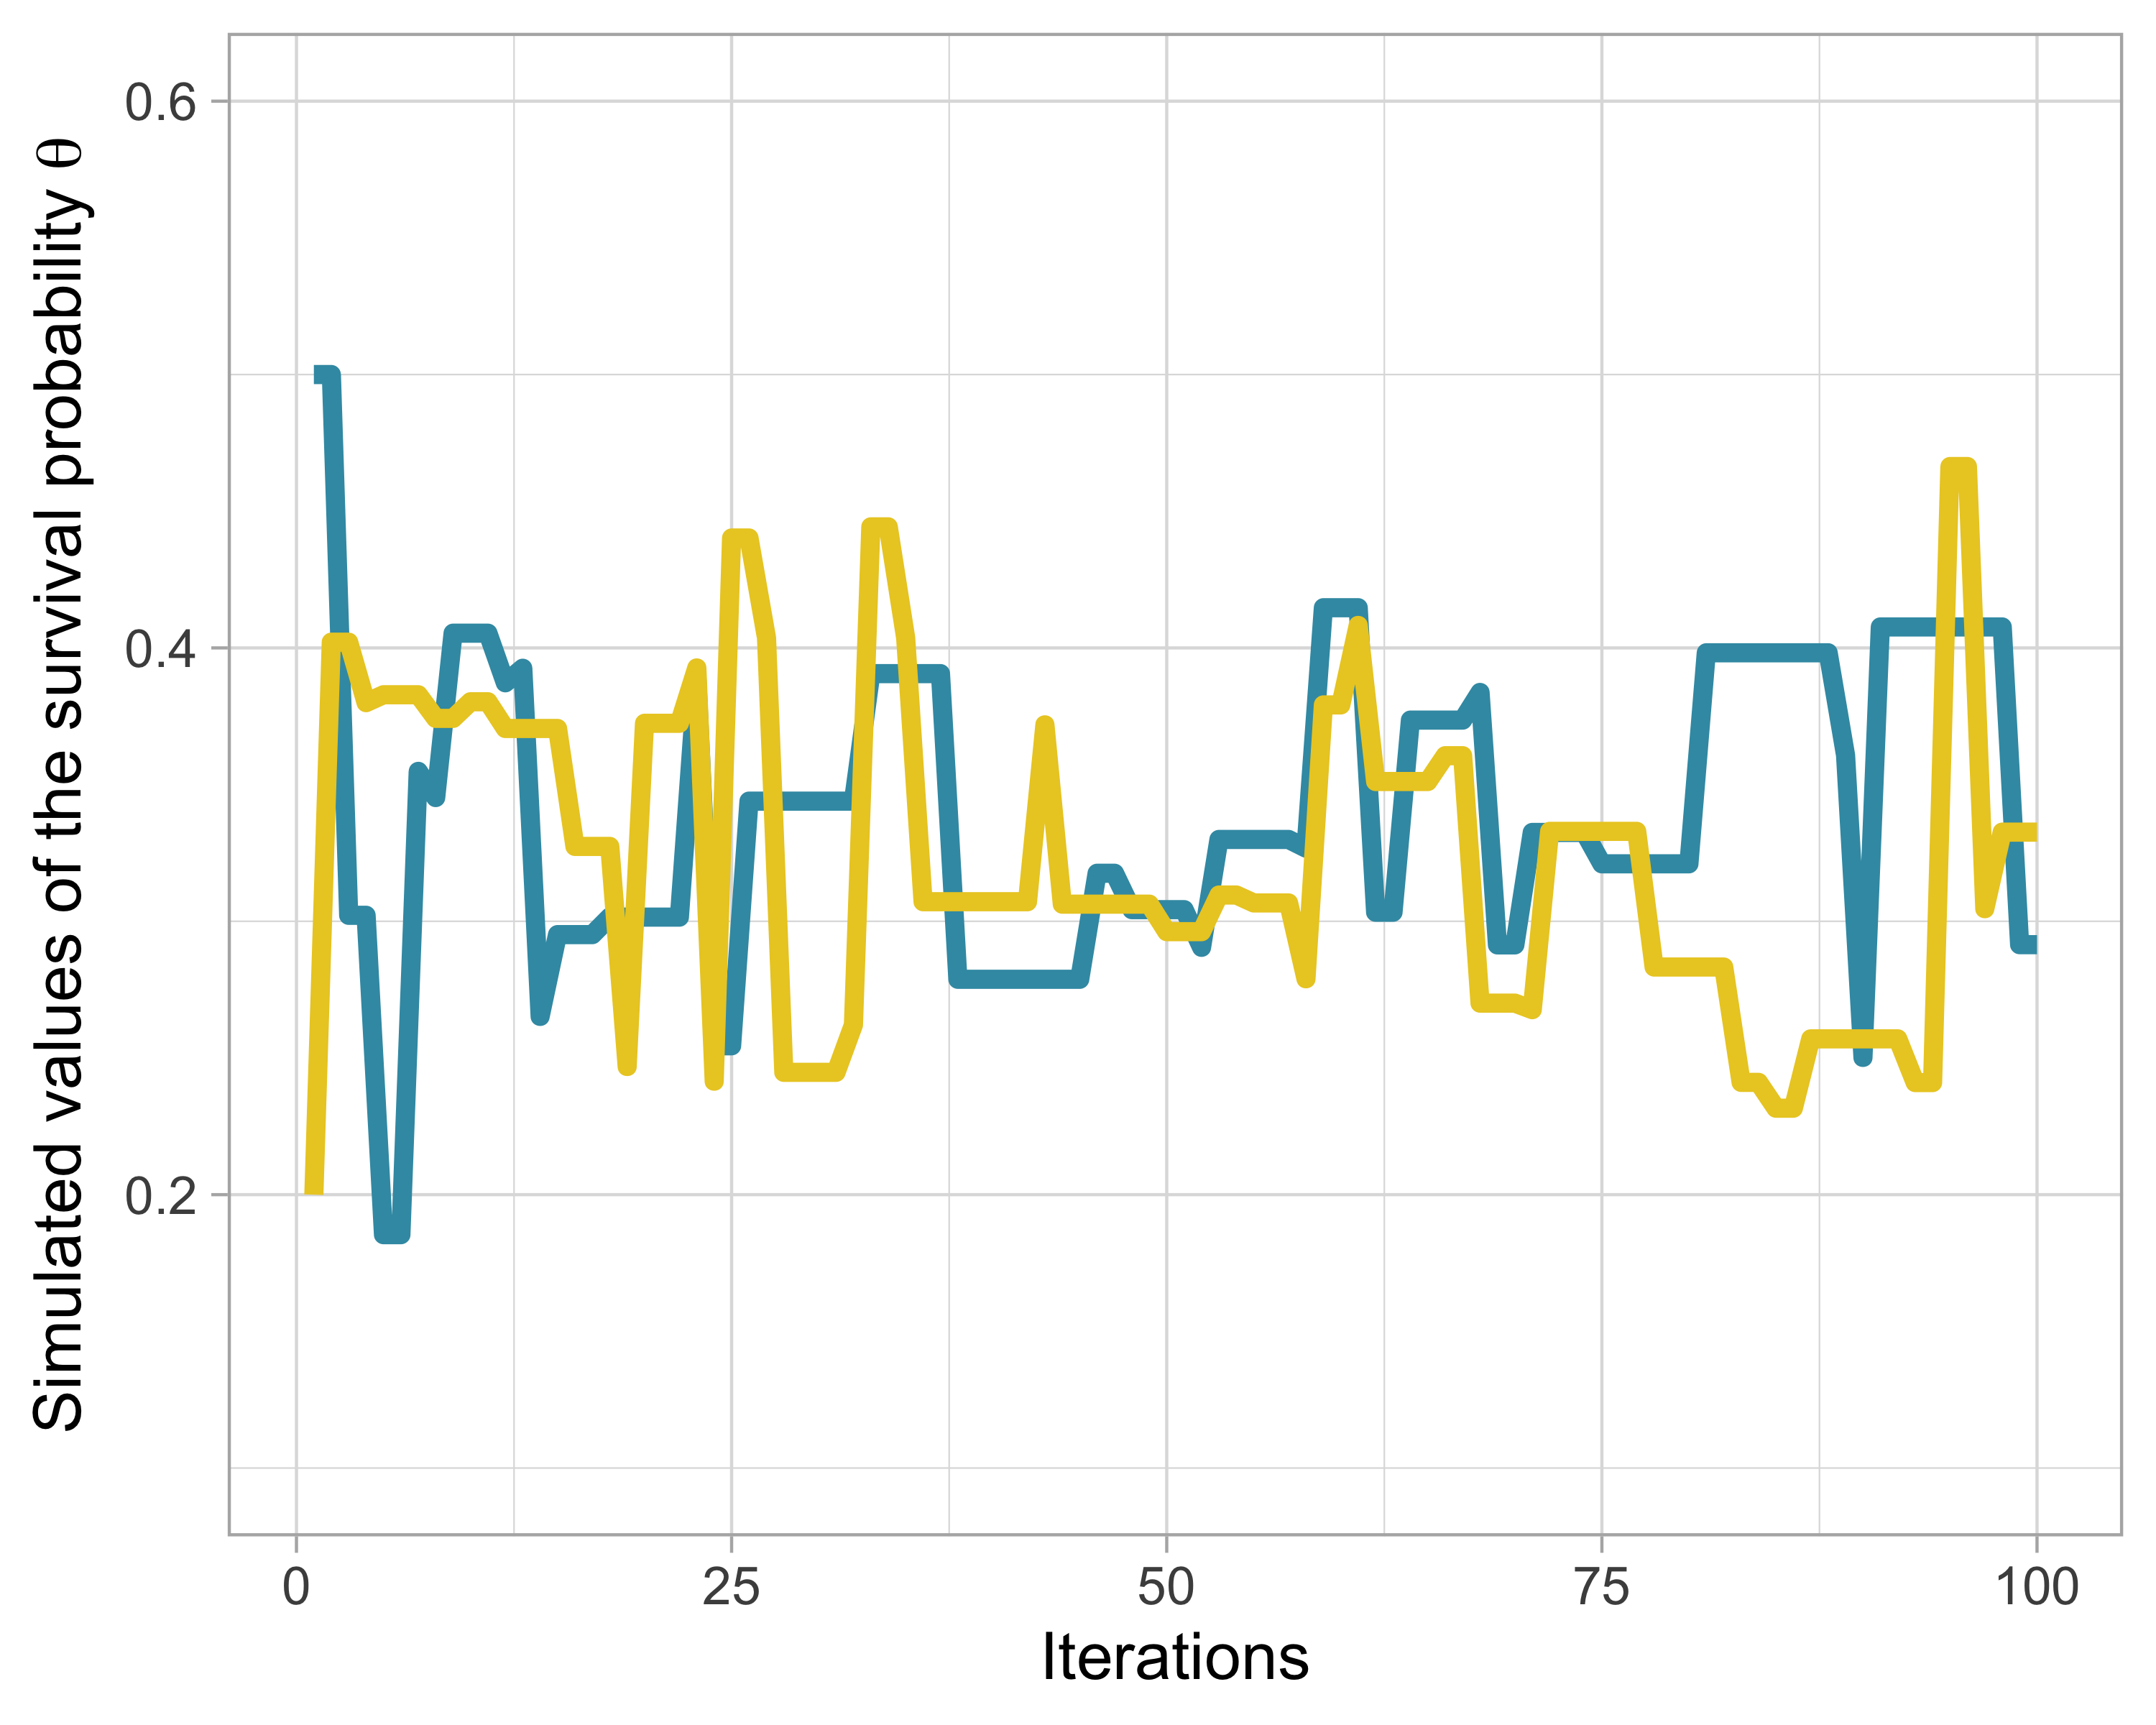 Simulated values of the survival probability θ
0.6
0.4
0.2
0 25 50 75 100
Iterations